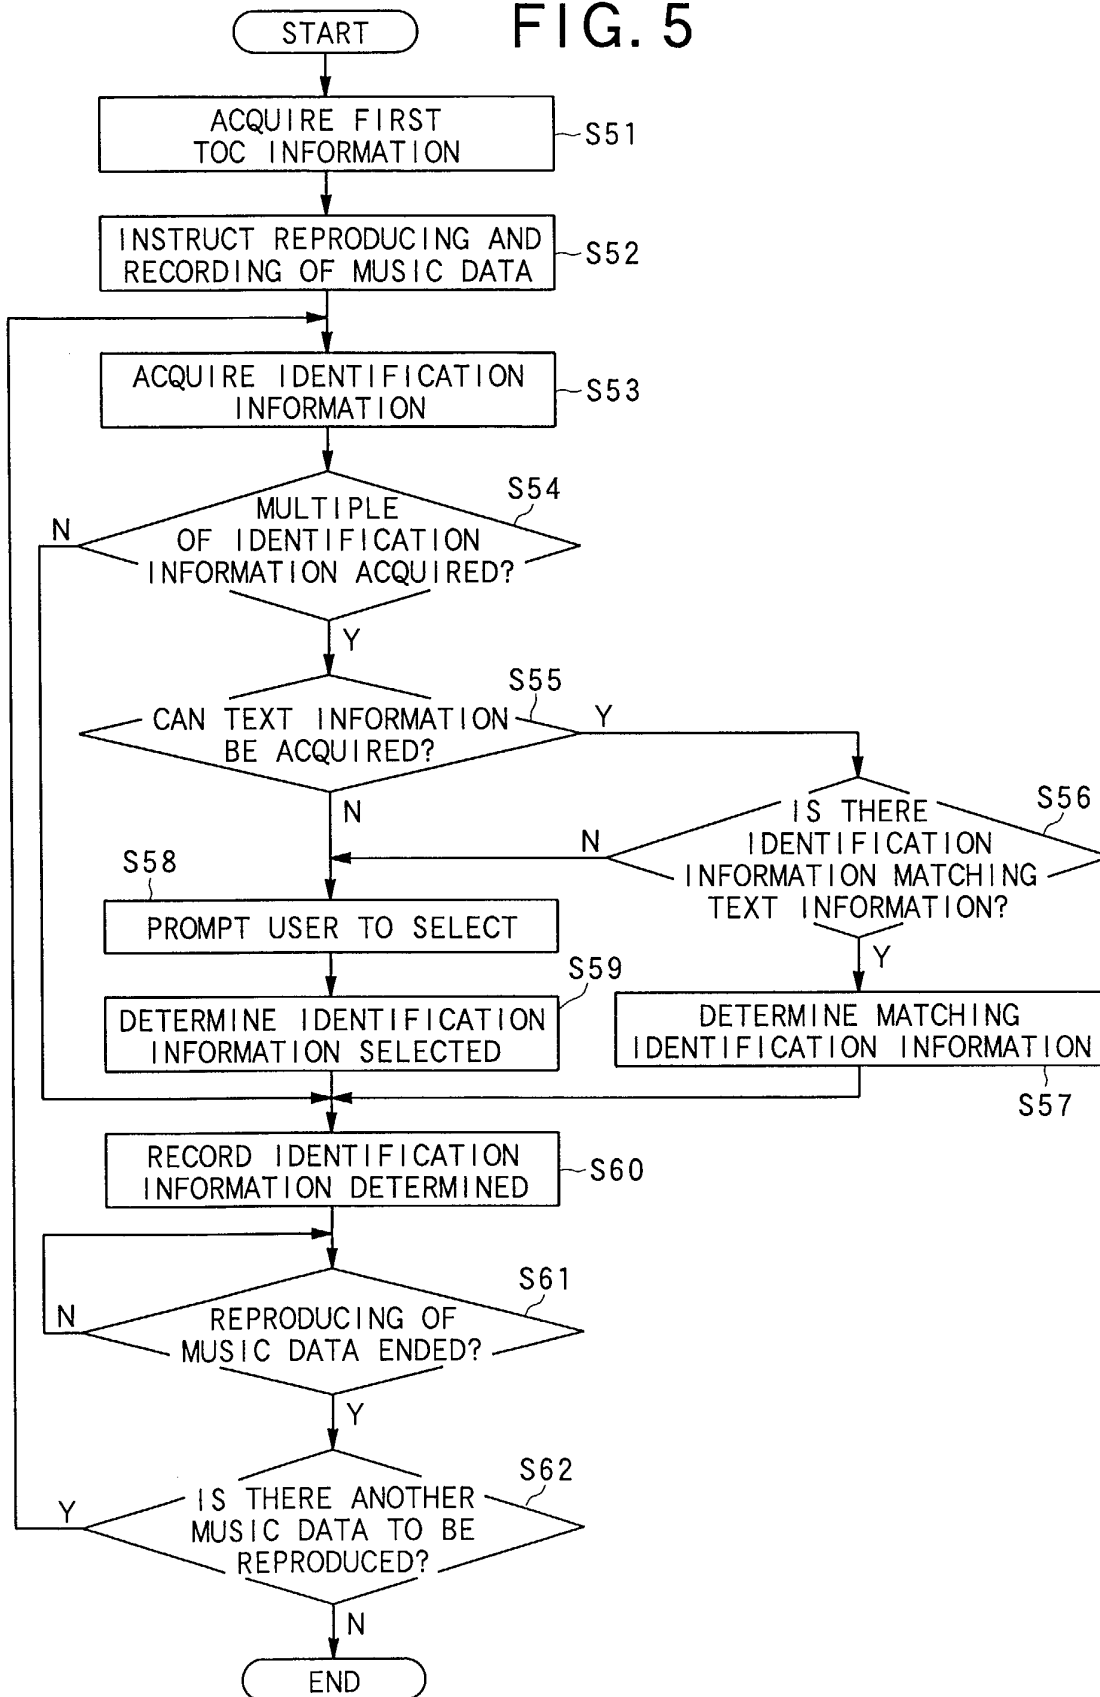 FIG. 5
START
ACQUIRE FIRST
TOC INFORMATION
S51
INSTRUCT REPRODUCING AND
RECORDING OF MUSIC DATA
S52
ACQUIRE IDENTIFICATION
INFORMATION
S53
S54
N
MULTIPLE
OF IDENTIFICATION
INFORMATION ACQUIRED?
Y
S55
CAN TEXT INFORMATION
BE ACQUIRED?
Y
N
S56
IS THERE
IDENTIFICATION
INFORMATION MATCHING
TEXT INFORMATION?
N
Y
S58
PROMPT USER TO SELECT
S59
DETERMINE IDENTIFICATION
INFORMATION SELECTED
DETERMINE MATCHING
IDENTIFICATION INFORMATION
S57
RECORD IDENTIFICATION
INFORMATION DETERMINED
S60
S61
N
REPRODUCING OF
MUSIC DATA ENDED?
Y
S62
Y
IS THERE ANOTHER
MUSIC DATA TO BE
REPRODUCED?
N
END